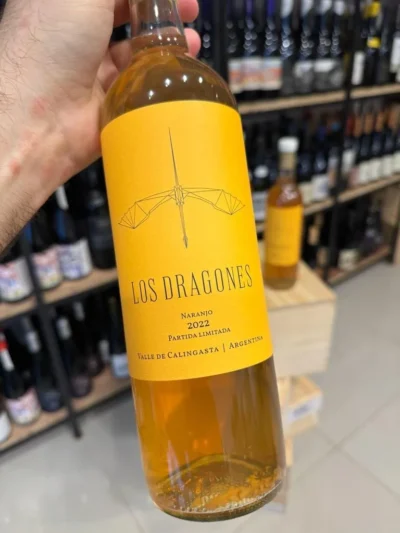 LOS DRAGONES
NARANJO
2022
PARTIDA LIMITADA
VALLE DE CALINGASTA | ARGENTINA